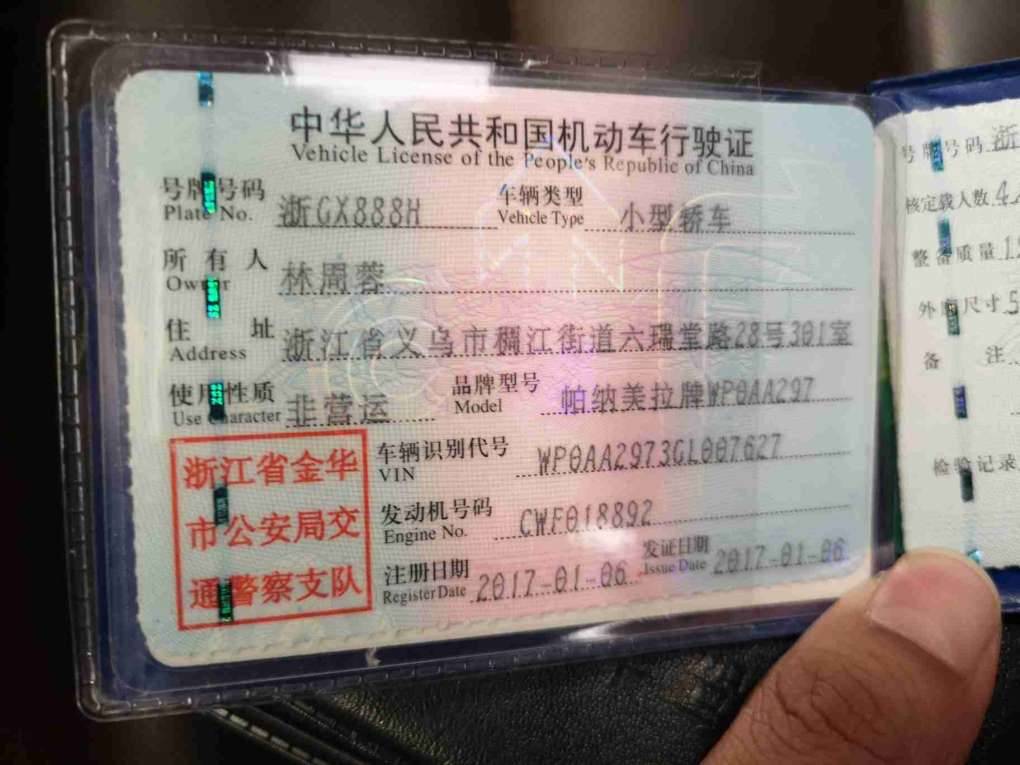 中华人民共和国机动车行驶证
Vehicle License of the People's Republic of China
号牌号码 浙GX888H 车辆类型 小型轿车
Plate No. Vehicle Type
所有人 林周蓉
Owner
住址 浙江省义乌市稠江街道六瑞堂路28号301室
Address
使用性质 非营运 品牌型号 帕纳美拉牌WP0AA297
Use Character Model
浙江省金华
市公安局交
通警察支队
车辆识别代号 WP0AA2973GL007627
VIN
发动机号码 CWF018892
Engine No.
注册日期 2017-01-06 发证日期 2017-01-06
Register Date Issue Date
号牌号码 浙
核定载人数
整备质量
外廓尺寸
备注
检验记录